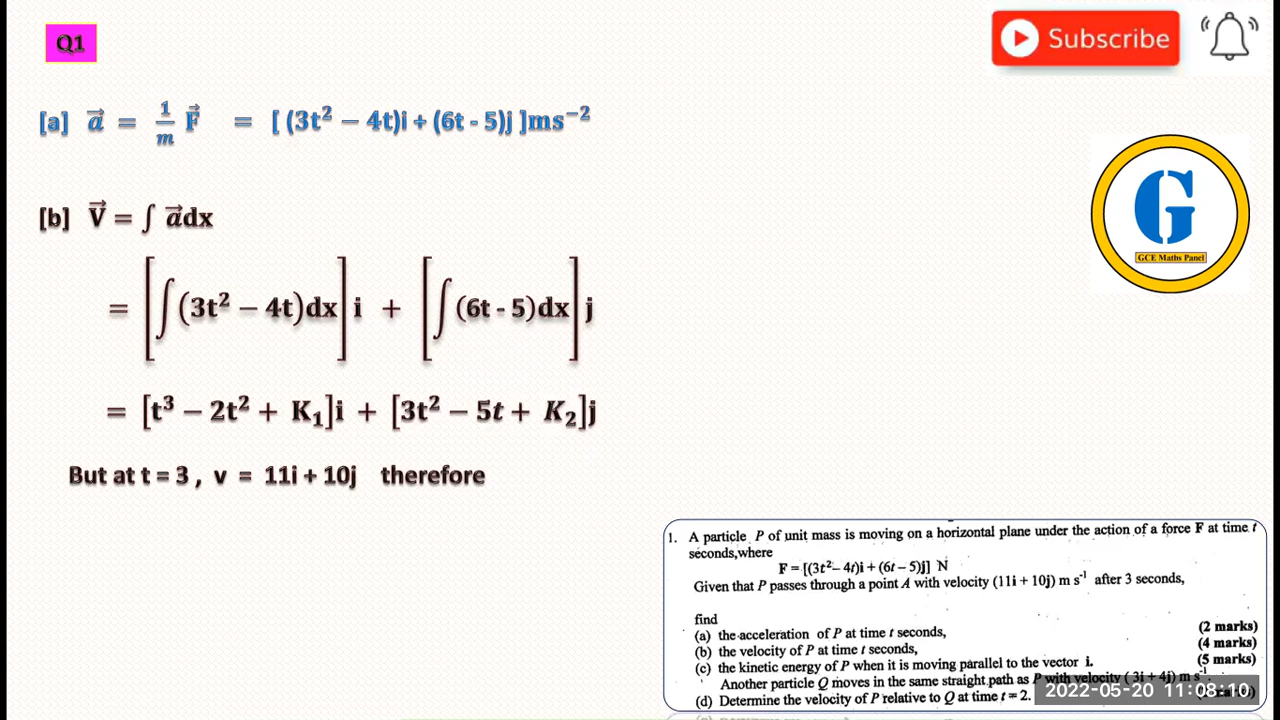 Q1
Subscribe
[a] a⃗ = 1/m F⃗ = [ (3t² − 4t)i + (6t - 5)j ]ms⁻²
GCE Maths Panel
[b] V⃗ = ∫ a⃗dx
= [∫(3t² − 4t)dx] i + [∫(6t - 5)dx] j
= [t³ − 2t² + K₁]i + [3t² − 5t + K₂]j
But at t = 3 , v = 11i + 10j therefore
1. A particle P of unit mass is moving on a horizontal plane under the action of a force F at time t
seconds,where
F = [(3t² – 4t)i + (6t – 5)j] N
Given that P passes through a point A with velocity (11i + 10j) m s⁻¹ after 3 seconds,
find
(a) the acceleration of P at time t seconds, (2 marks)
(b) the velocity of P at time t seconds, (4 marks)
(c) the kinetic energy of P when it is moving parallel to the vector i. (5 marks)
Another particle Q moves in the same straight path as P with velocity ( 3i + 4j) m s⁻¹.
(d) Determine the velocity of P relative to Q at time t = 2.
2022-05-20 11:08:10